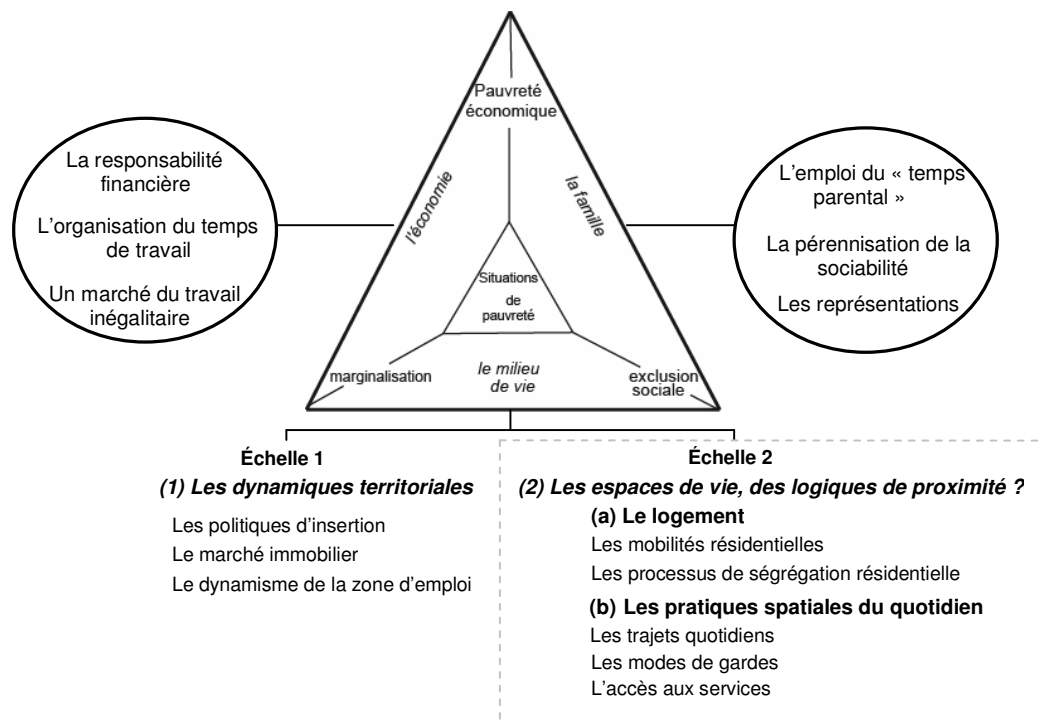 Pauvreté
économique
La responsabilité
financière
L'organisation du temps
de travail
Un marché du travail
inégalitaire
l'économie
la famille
L'emploi du « temps
parental »
La pérennisation de la
sociabilité
Les représentations
Situations
de
pauvreté
marginalisation
le milieu
de vie
exclusion
sociale
Échelle 1
(1) Les dynamiques territoriales
Les politiques d'insertion
Le marché immobilier
Le dynamisme de la zone d'emploi
Échelle 2
(2) Les espaces de vie, des logiques de proximité ?
(a) Le logement
Les mobilités résidentielles
Les processus de ségrégation résidentielle
(b) Les pratiques spatiales du quotidien
Les trajets quotidiens
Les modes de gardes
L'accès aux services